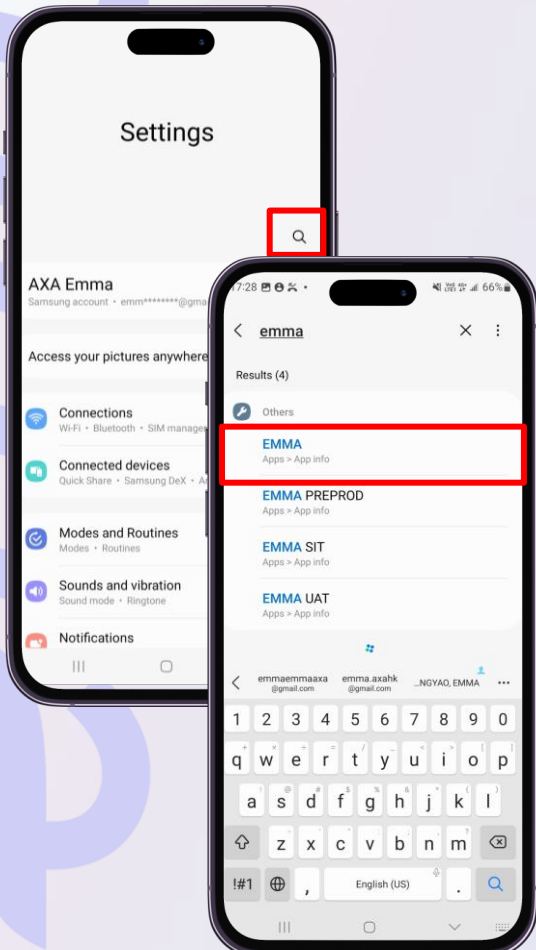 Settings
AXA Emma
Samsung account • emm********@gma
Access your pictures anywhere
Connections
Wi-Fi • Bluetooth • SIM manager
Connected devices
Quick Share • Samsung DeX • A
Modes and Routines
Modes • Routines
Sounds and vibration
Sound mode • Ringtone
Notifications
7:28
66%
emma
Results (4)
Others
EMMA
Apps > App info
EMMA PREPROD
Apps > App info
EMMA SIT
Apps > App info
EMMA UAT
Apps > App info
emmaemmaaxa
@gmail.com
emma.axahk
@gmail.com
...NGYAO, EMMA
1 2 3 4 5 6 7 8 9 0
q w e r t y u i o p
a s d f g h j k l
z x c v b n m
!#1 , English (US) .